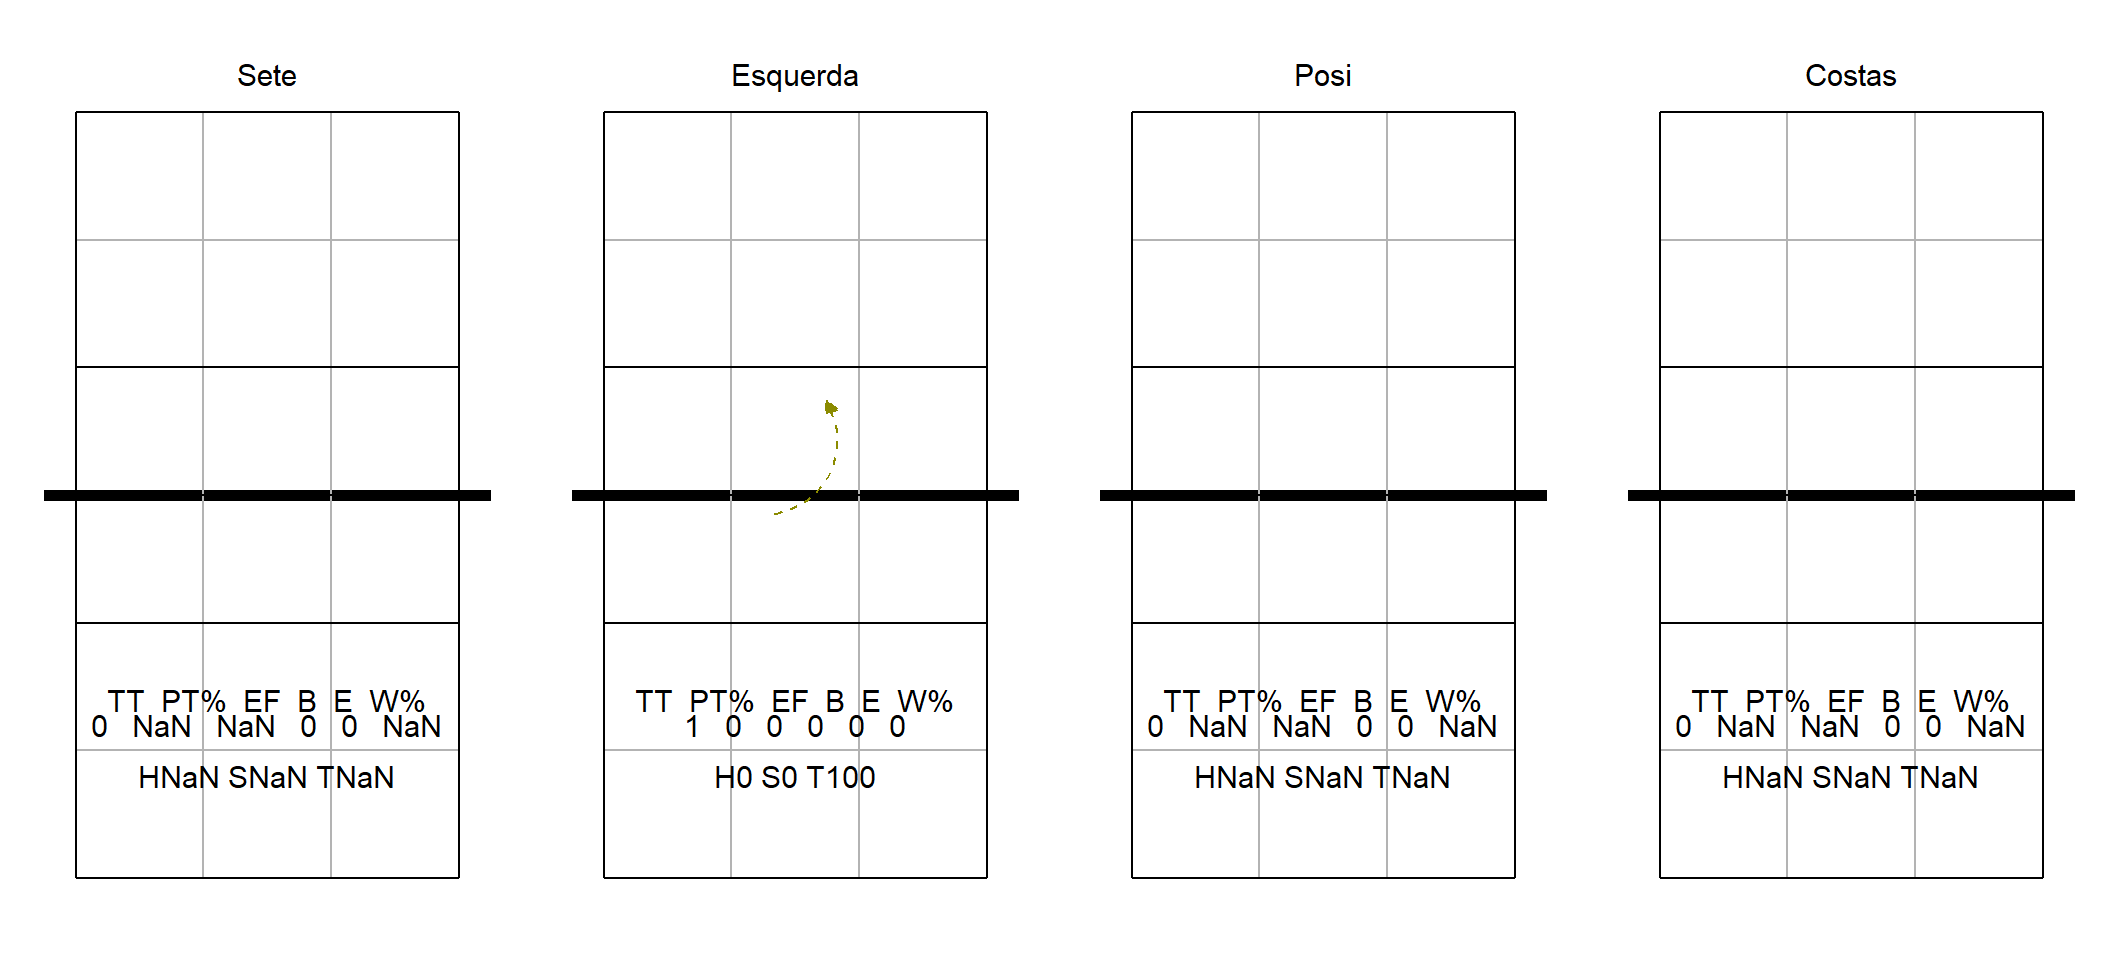 Sete
TT PT% EF B E W%
0 NaN NaN 0 0 NaN
HNaN SNaN TNaN
Esquerda
TT PT% EF B E W%
1 0 0 0 0 0
H0 S0 T100
Posi
TT PT% EF B E W%
0 NaN NaN 0 0 NaN
HNaN SNaN TNaN
Costas
TT PT% EF B E W%
0 NaN NaN 0 0 NaN
HNaN SNaN TNaN